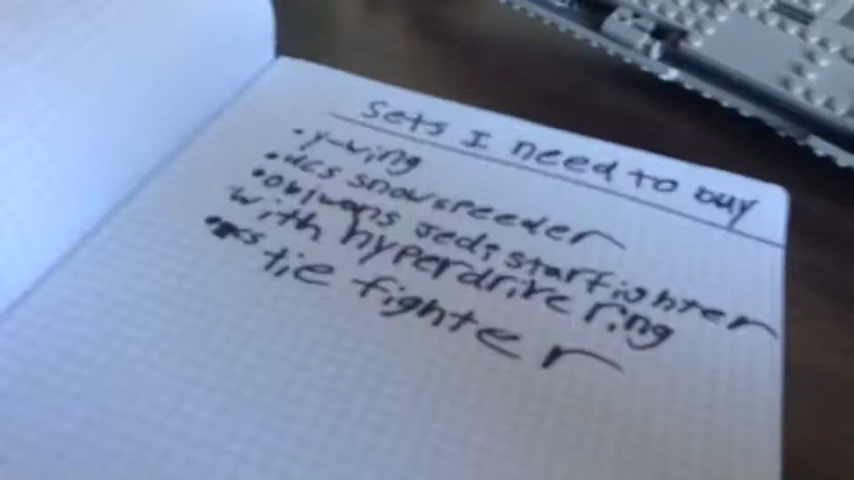 Sets I need to buy
• y-wing
• ucs snowspeeder
• obiwans jedi starfighter
with hyperdrive ring
• tie fighter